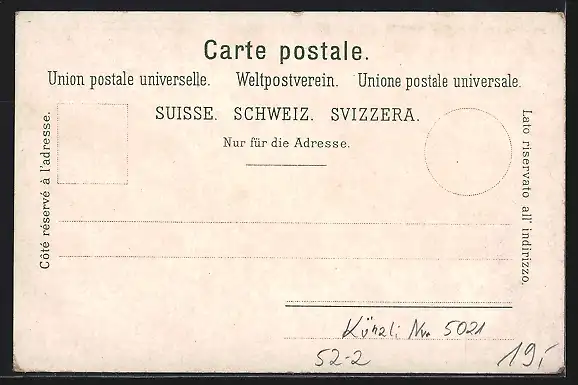 Carte postale.
Union postale universelle. Weltpostverein. Unione postale universale.
SUISSE. SCHWEIZ. SVIZZERA.
Nur für die Adresse.
Côté réservé à l'adresse.
Lato riservato all' indirizzo.
Künzli Nr. 5021
52-2
19,-